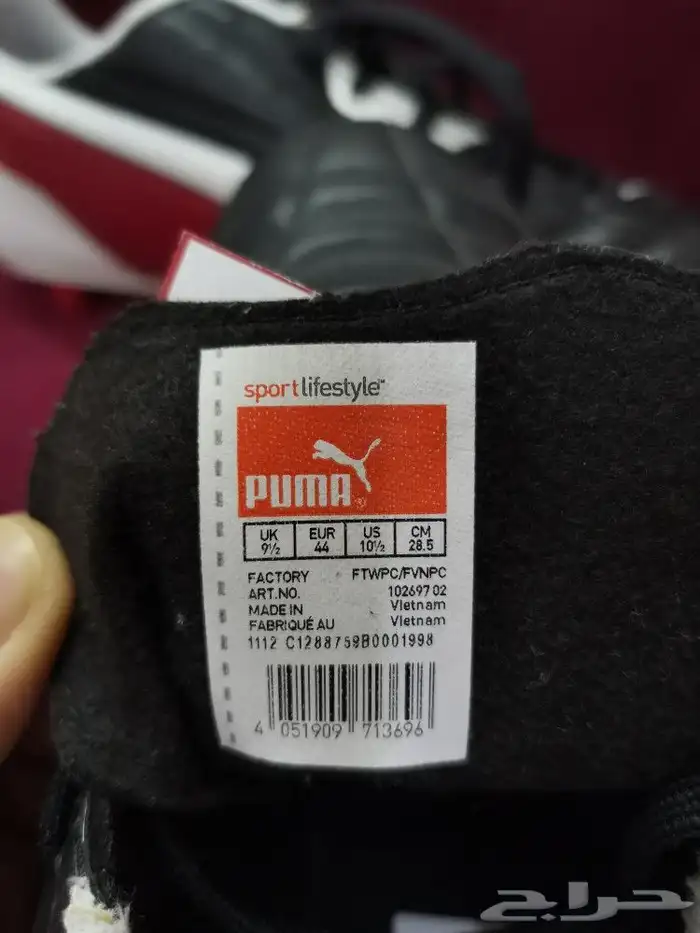 sportlifestyle™
PUMA®
UK EUR US CM
9½ 44 10½ 28.5
FACTORY FTWPC/FVNPC
ART.NO. 102697 02
MADE IN Vietnam
FABRIQUÉ AU Vietnam
1112 C1288759B0001998
4 051909 713696
حراج